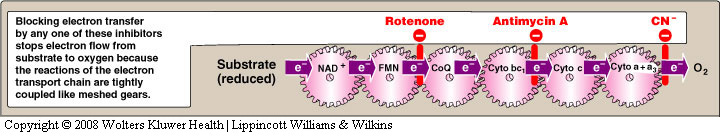 Blocking electron transfer
by any one of these inhibitors
stops electron flow from
substrate to oxygen because
the reactions of the electron
transport chain are tightly
coupled like meshed gears.
Rotenone
Antimycin A
CN⁻
Substrate
(reduced)
e⁻ NAD⁺ e⁻ FMN e⁻ CoQ e⁻ Cyto bc₁ e⁻ Cyto c e⁻ Cyto a + a₃ e⁻ O₂
Copyright © 2008 Wolters Kluwer Health | Lippincott Williams & Wilkins